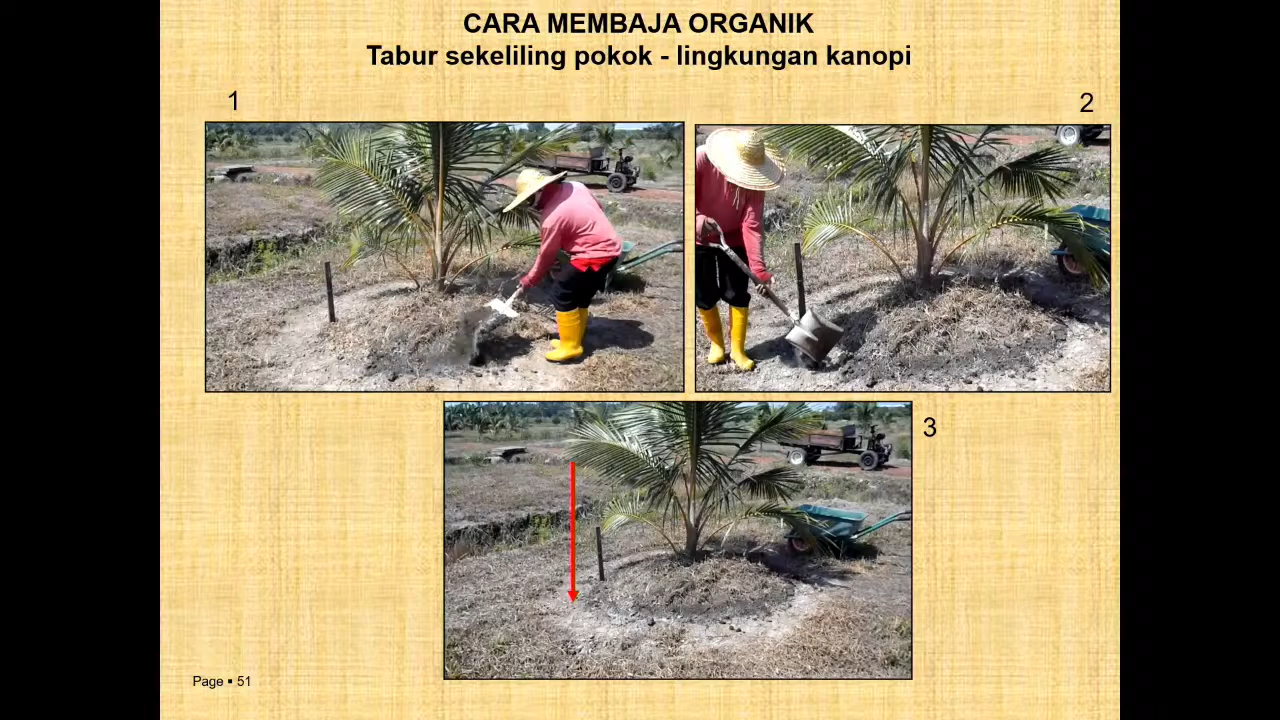 CARA MEMBAJA ORGANIK
Tabur sekeliling pokok - lingkungan kanopi
1
2
3
Page ▪ 51